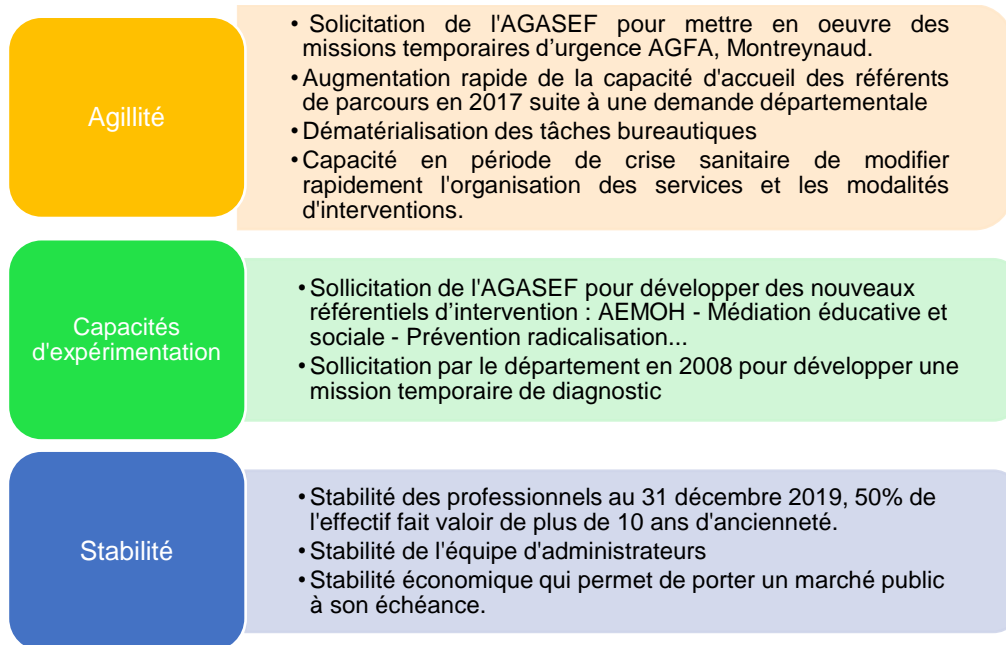 Agillité
• Solicitation de l'AGASEF pour mettre en oeuvre des
missions temporaires d'urgence AGFA, Montreynaud.
• Augmentation rapide de la capacité d'accueil des référents
de parcours en 2017 suite à une demande départementale
• Dématérialisation des tâches bureautiques
• Capacité en période de crise sanitaire de modifier
rapidement l'organisation des services et les modalités
d'interventions.
Capacités
d'expérimentation
• Sollicitation de l'AGASEF pour développer des nouveaux
référentiels d'intervention : AEMOH - Médiation éducative et
sociale - Prévention radicalisation...
• Sollicitation par le département en 2008 pour développer une
mission temporaire de diagnostic
Stabilité
• Stabilité des professionnels au 31 décembre 2019, 50% de
l'effectif fait valoir de plus de 10 ans d'ancienneté.
• Stabilité de l'équipe d'administrateurs
• Stabilité économique qui permet de porter un marché public
à son échéance.